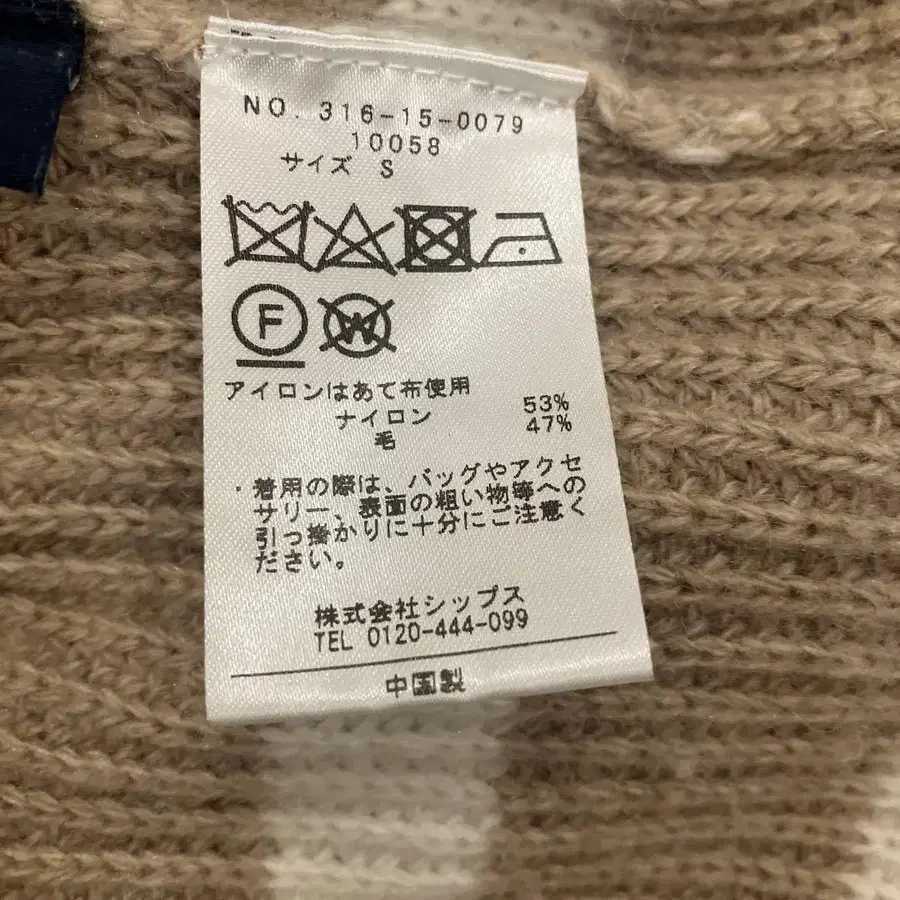 NO. 316-15-0079
10058
サイズ S
F
W
アイロンはあて布使用
ナイロン 53%
毛 47%
・着用の際は、バッグやアクセ
サリー、表面の粗い物等への
引っ掛かりに十分にご注意く
ださい。
株式会社シップス
TEL 0120-444-099
中国製